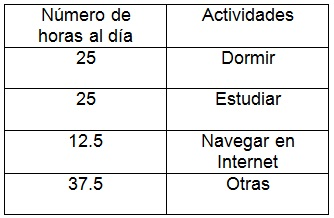 Número de
horas al día
Actividades
25
Dormir
25
Estudiar
12.5
Navegar en
Internet
37.5
Otras